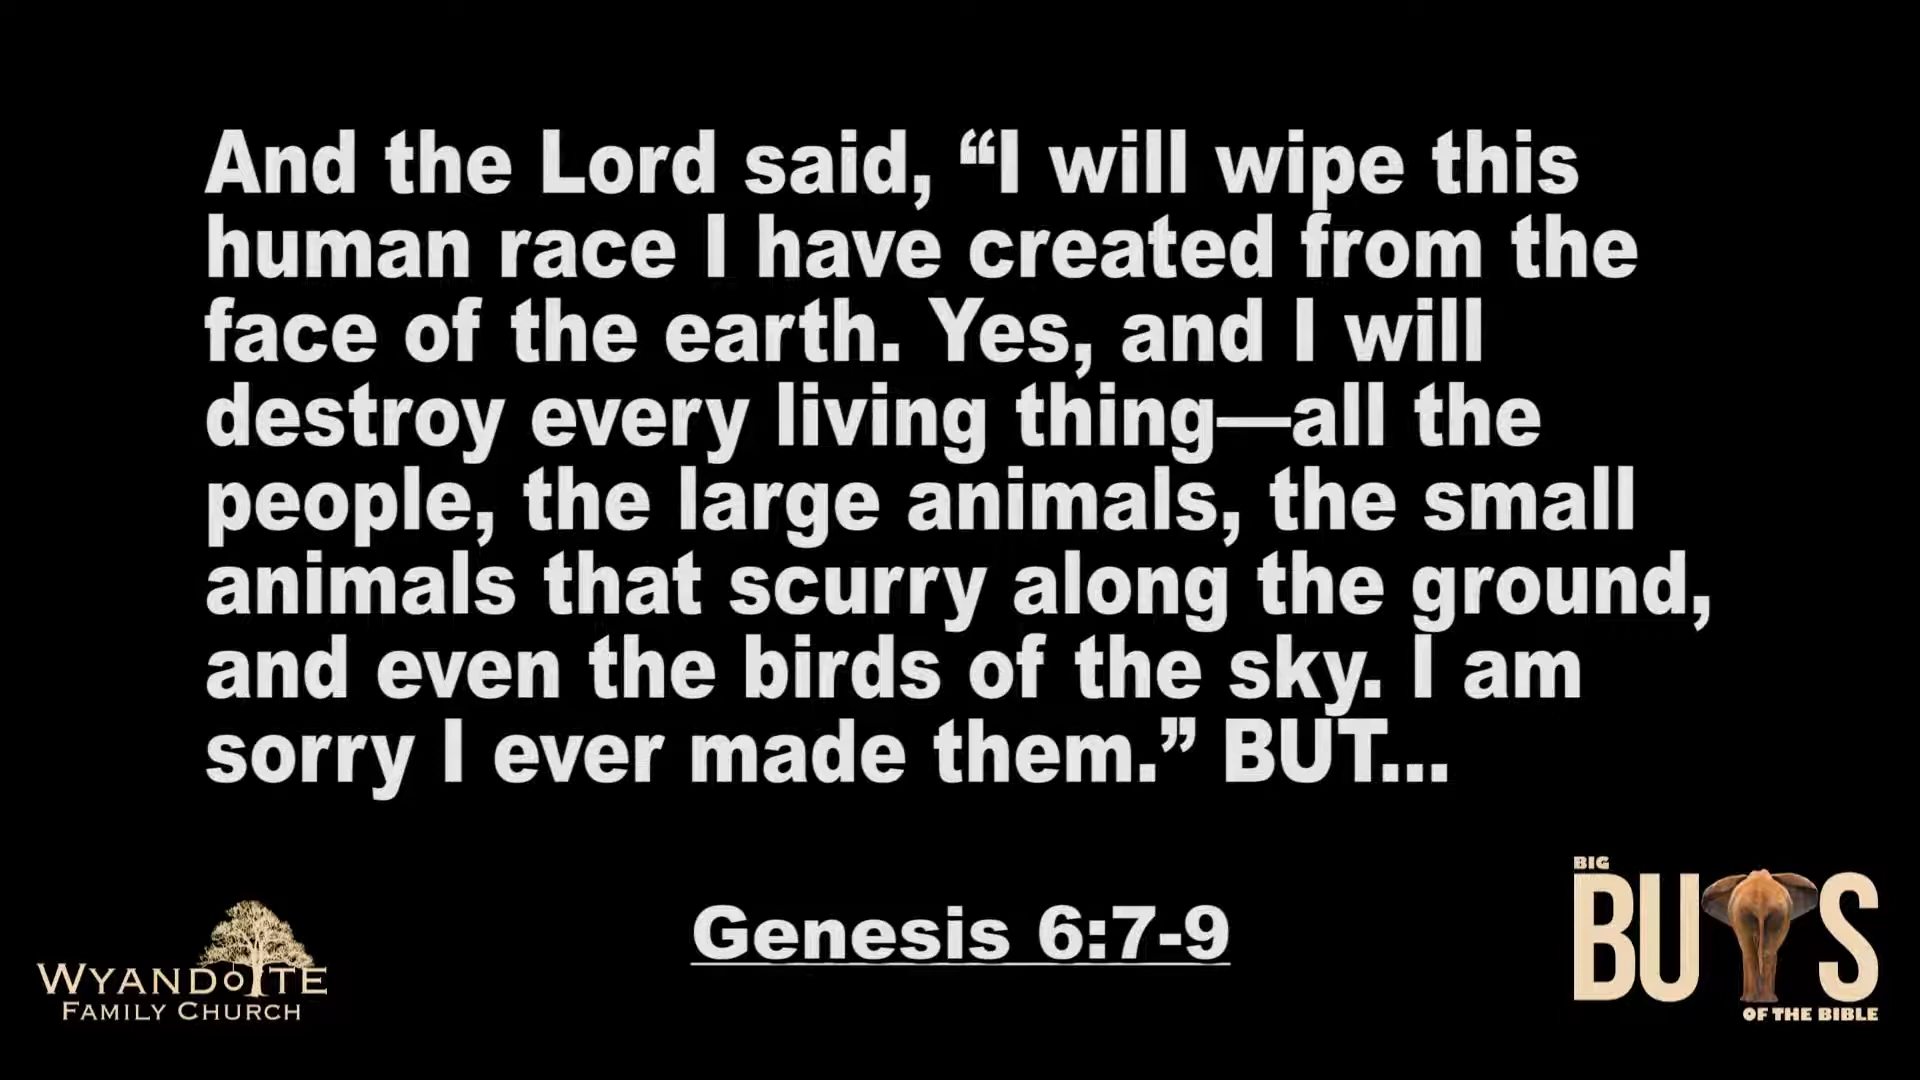 And the Lord said, “I will wipe this
human race I have created from the
face of the earth. Yes, and I will
destroy every living thing—all the
people, the large animals, the small
animals that scurry along the ground,
and even the birds of the sky. I am
sorry I ever made them.” BUT...
Genesis 6:7-9
WYANDOTTE
FAMILY CHURCH
BIG
BUTS
OF THE BIBLE